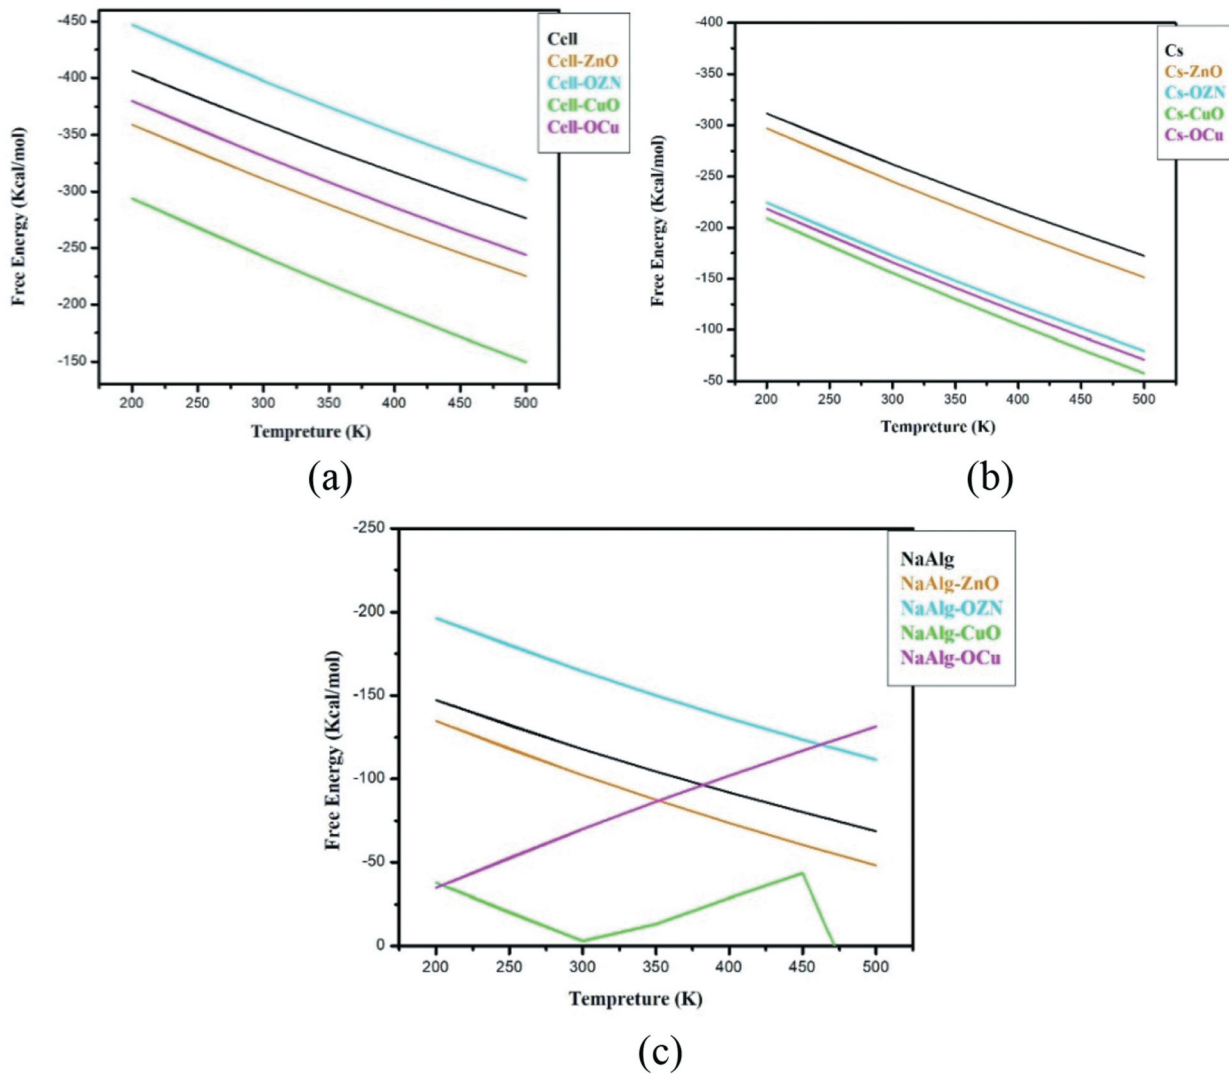 -450
-400
-350
-300
-250
-200
-150
Free Energy (Kcal/mol)
200 250 300 350 400 450 500
Tempreture (K)
Cell
Cell-ZnO
Cell-OZN
Cell-CuO
Cell-OCu
(a)
-400
-350
-300
-250
-200
-150
-100
-50
Free Energy (Kcal/mol)
200 250 300 350 400 450 500
Tempreture (K)
Cs
Cs-ZnO
Cs-OZN
Cs-CuO
Cs-OCu
(b)
-250
-200
-150
-100
-50
0
Free Energy (Kcal/mol)
200 250 300 350 400 450 500
Tempreture (K)
NaAlg
NaAlg-ZnO
NaAlg-OZN
NaAlg-CuO
NaAlg-OCu
(c)